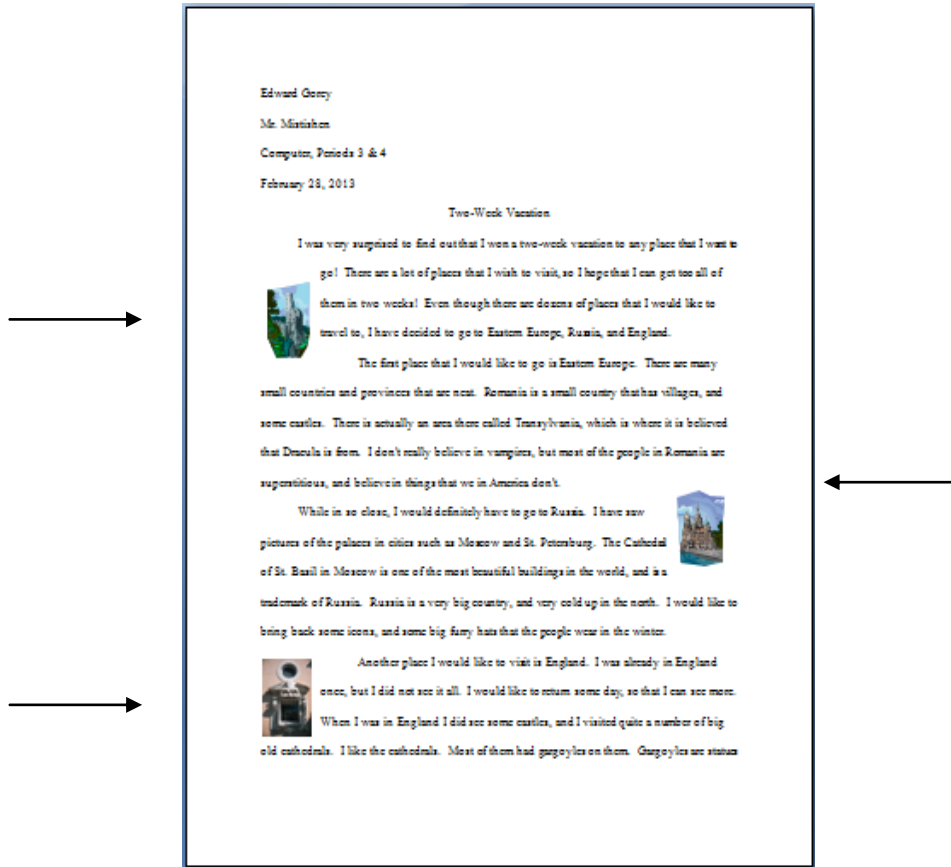 Edward Gorey
Mr. Mistishen
Computer, Periods 3 & 4
February 28, 2013
Two-Week Vacation
I was very surprised to find out that I won a two-week vacation to any place that I want to
go! There are a lot of places that I wish to visit, so I hope that I can get too all of
them in two weeks! Even though there are dozens of places that I would like to
travel to, I have decided to go to Eastern Europe, Russia, and England.
The first place that I would like to go is Eastern Europe. There are many
small countries and provinces that are neat. Romania is a small country that has villages, and
some castles. There is actually an area there called Transylvania, which is where it is believed
that Dracula is from. I don't really believe in vampires, but most of the people in Romania are
superstitious, and believe in things that we in America don't.
While in so close, I would definitely have to go to Russia. I have saw
pictures of the palaces in cities such as Moscow and St. Petersburg. The Cathedal
of St. Basil in Moscow is one of the most beautiful buildings in the world, and is a
trademark of Russia. Russia is a very big country, and very cold up in the north. I would like to
bring back some icons, and some big furry hats that the people wear in the winter.
Another place I would like to visit is England. I was already in England
once, but I did not see it all. I would like to return some day, so that I can see more.
When I was in England I did see some castles, and I visited quite a number of big
old cathedrals. I like the cathedrals. Most of them had gargoyles on them. Gargoyles are statues